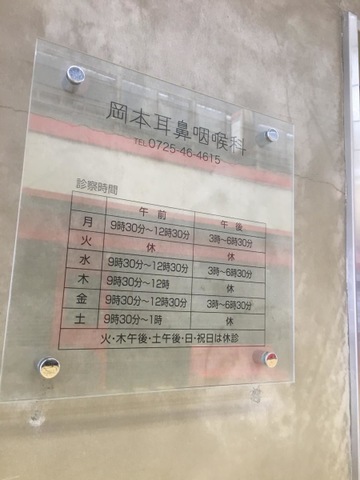 岡本耳鼻咽喉科
TEL 0725-46-4615
診察時間
午前 午後
月 9時30分～12時30分 3時～6時30分
火 休 休
水 9時30分～12時30分 3時～6時30分
木 9時30分～12時 休
金 9時30分～12時30分 3時～6時30分
土 9時30分～1時 休
火・木午後・土午後・日・祝日は休診